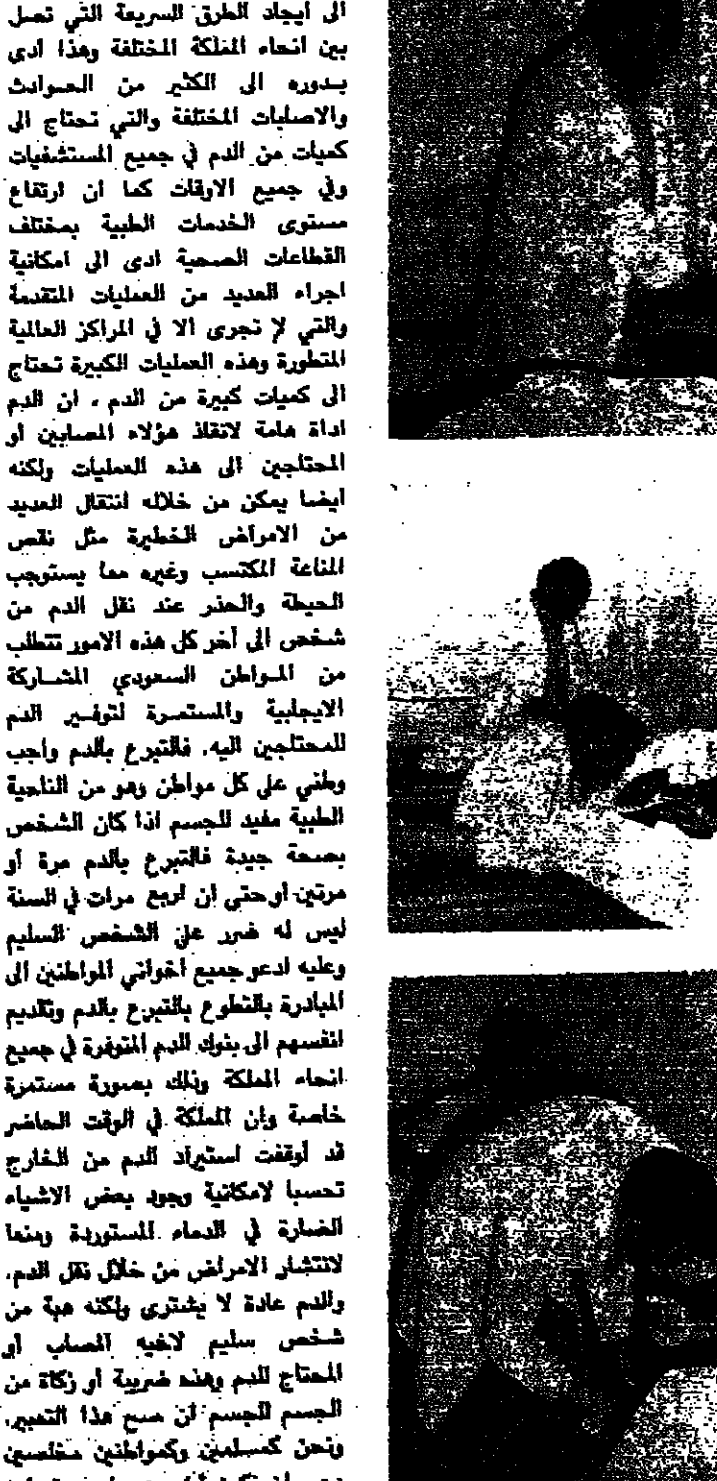 الى ايجاد الطرق السريعة التي تصل
بين انحاء المملكة المختلفة وهذا ادى
بدوره الى الكثير من الحوادث
والاصابات المختلفة والتي تحتاج الى
كميات من الدم في جميع المستشفيات
وفي جميع الاوقات كما ان ارتفاع
مستوى الخدمات الطبية بمختلف
القطاعات الصحية ادى الى امكانية
اجراء العديد من العمليات المتقدمة
والتي لا تجرى الا في المراكز العالمية
المتطورة وهذه العمليات الكبيرة تحتاج
الى كميات كبيرة من الدم ، ان الدم
اداة هامة لانقاذ هؤلاء المصابين أو
المحتاجين الى هذه العمليات ولكنه
ايضا يمكن من خلاله انتقال العديد
من الامراض الخطيرة مثل نقص
المناعة المكتسب وغيره مما يستوجب
الحيطة والحذر عند نقل الدم من
شخص الى أخر كل هذه الامور تتطلب
من المواطن السعودي المشاركة
الايجابية والمستمرة لتوفير الدم
للمحتاجين اليه. فالتبرع بالدم واجب
وطني على كل مواطن وهو من الناحية
الطبية مفيد للجسم اذا كان الشخص
بصحة جيدة فالتبرع بالدم مرة أو
مرتين أو حتى ان اربع مرات في السنة
ليس له ضرر على الشخص السليم
وعليه ادعو جميع اخواني المواطنين الى
المبادرة بالتطوع بالتبرع بالدم وتقديم
انفسهم الى بنوك الدم المتوفرة في جميع
انحاء المملكة وذلك بصورة مستمرة
خاصة وان المملكة في الوقت الحاضر
قد اوقفت استيراد الدم من الخارج
تحسبا لامكانية وجود بعض الاشياء
الضارة في الدماء المستوردة ومنعا
لانتشار الامراض من خلال نقل الدم.
والدم عادة لا يشترى ولكنه هبة من
شخص سليم لاخيه المصاب أو
المحتاج للدم وهذه ضريبة أو زكاة من
الجسم للجسم ان صح هذا التعبير.
ونحن كمسلمين وكمواطنين مخلصين